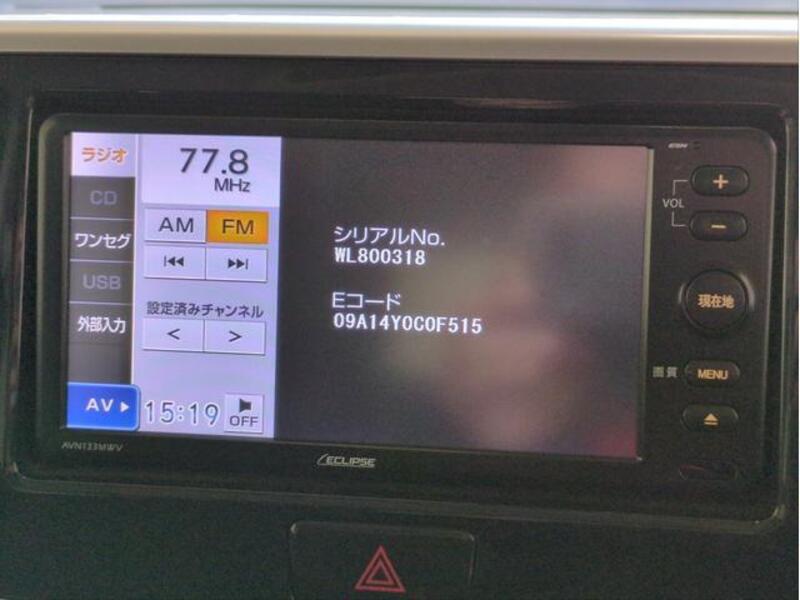 ラジオ
CD
ワンセグ
USB
外部入力
AV
77.8
MHz
AM
FM
設定済みチャンネル
<
>
15:19
OFF
シリアルNo.
WL800318
Eコード
09A14Y0C0F515
VOL
+
−
現在地
画質
MENU
AVN133MWV
ECLIPSE